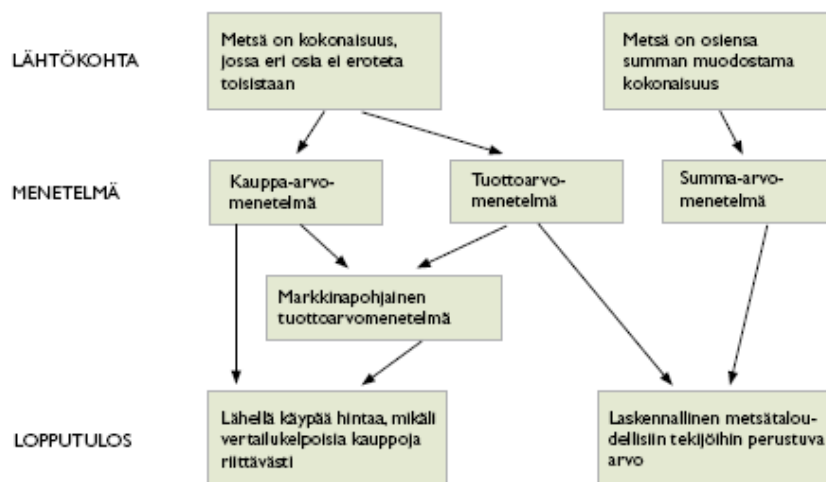 LÄHTÖKOHTA
Metsä on kokonaisuus,
jossa eri osia ei eroteta
toisistaan
Metsä on osiensa
summan muodostama
kokonaisuus
MENETELMÄ
Kauppa-arvo-
menetelmä
Tuottoarvo-
menetelmä
Summa-arvo-
menetelmä
Markkinapohjainen
tuottoarvomenetelmä
LOPPUTULOS
Lähellä käypää hintaa, mikäli
vertailukelpoisia kauppoja
riittävästi
Laskennallinen metsätalou-
dellisiin tekijöihin perustuva
arvo